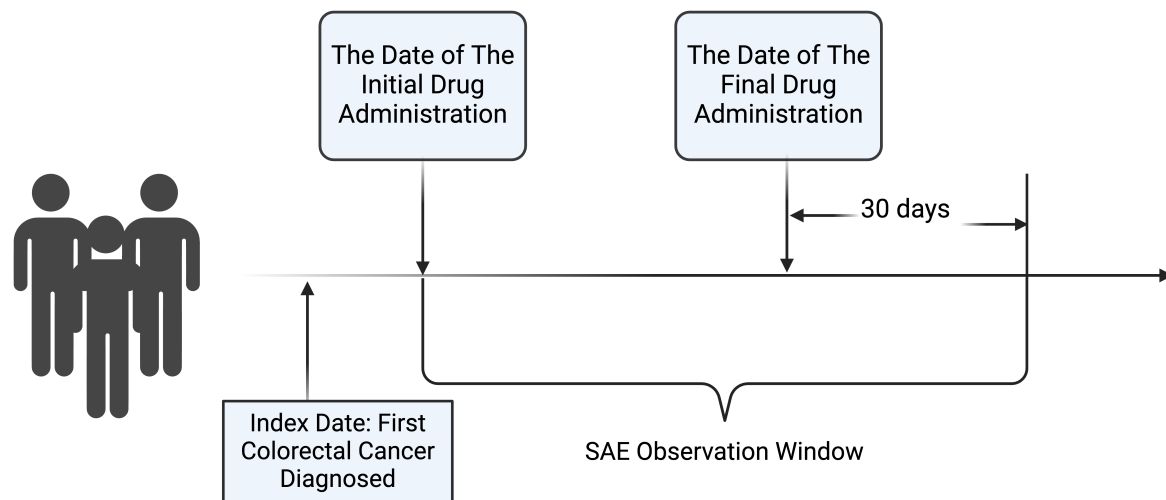 The Date of The
Initial Drug
Administration
The Date of The
Final Drug
Administration
30 days
Index Date: First
Colorectal Cancer
Diagnosed
SAE Observation Window